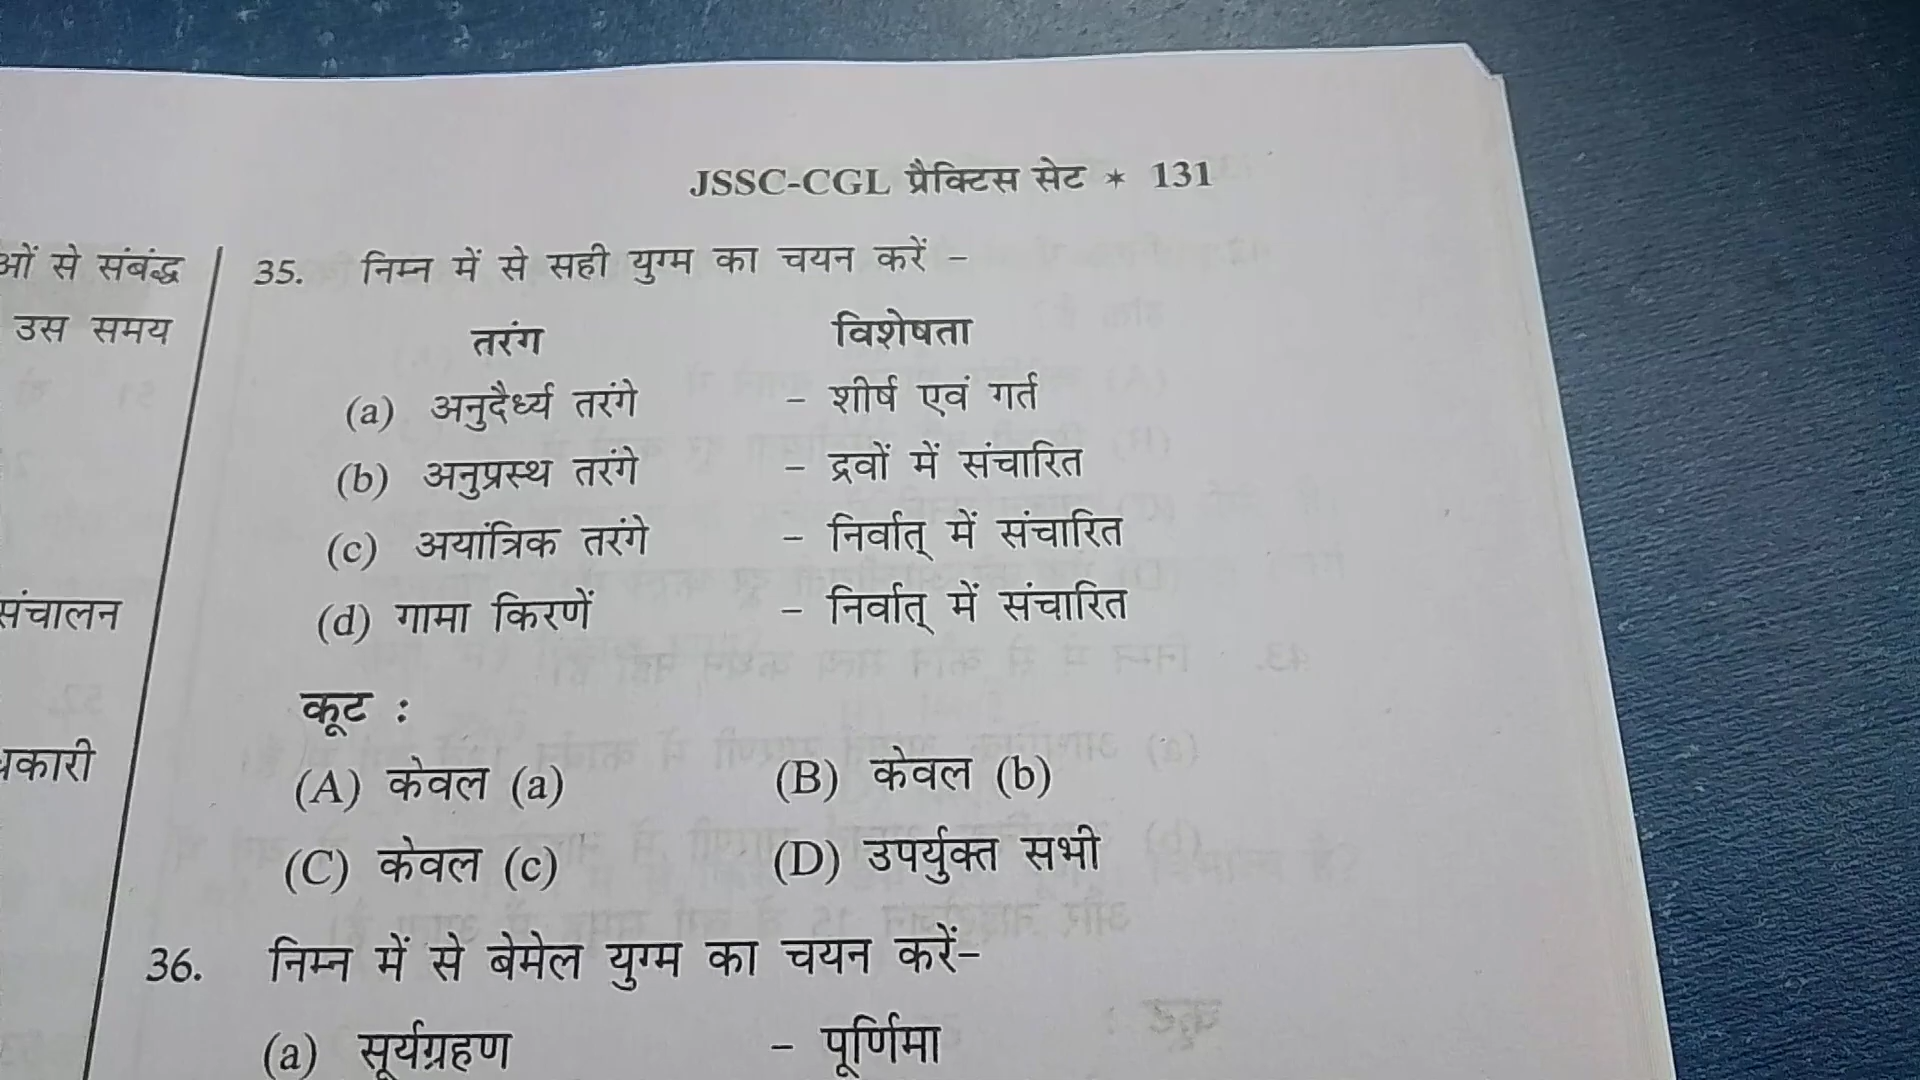 JSSC-CGL प्रैक्टिस सेट * 131
ओं से संबंद्ध
उस समय
संचालन
35. निम्न में से सही युग्म का चयन करें –
तरंग विशेषता
(a) अनुदैर्ध्य तरंगे – शीर्ष एवं गर्त
(b) अनुप्रस्थ तरंगे – द्रवों में संचारित
(c) अयांत्रिक तरंगे – निर्वात् में संचारित
(d) गामा किरणें – निर्वात् में संचारित
कूट :
(A) केवल (a) (B) केवल (b)
(C) केवल (c) (D) उपर्युक्त सभी
36. निम्न में से बेमेल युग्म का चयन करें–
(a) सूर्यग्रहण – पूर्णिमा